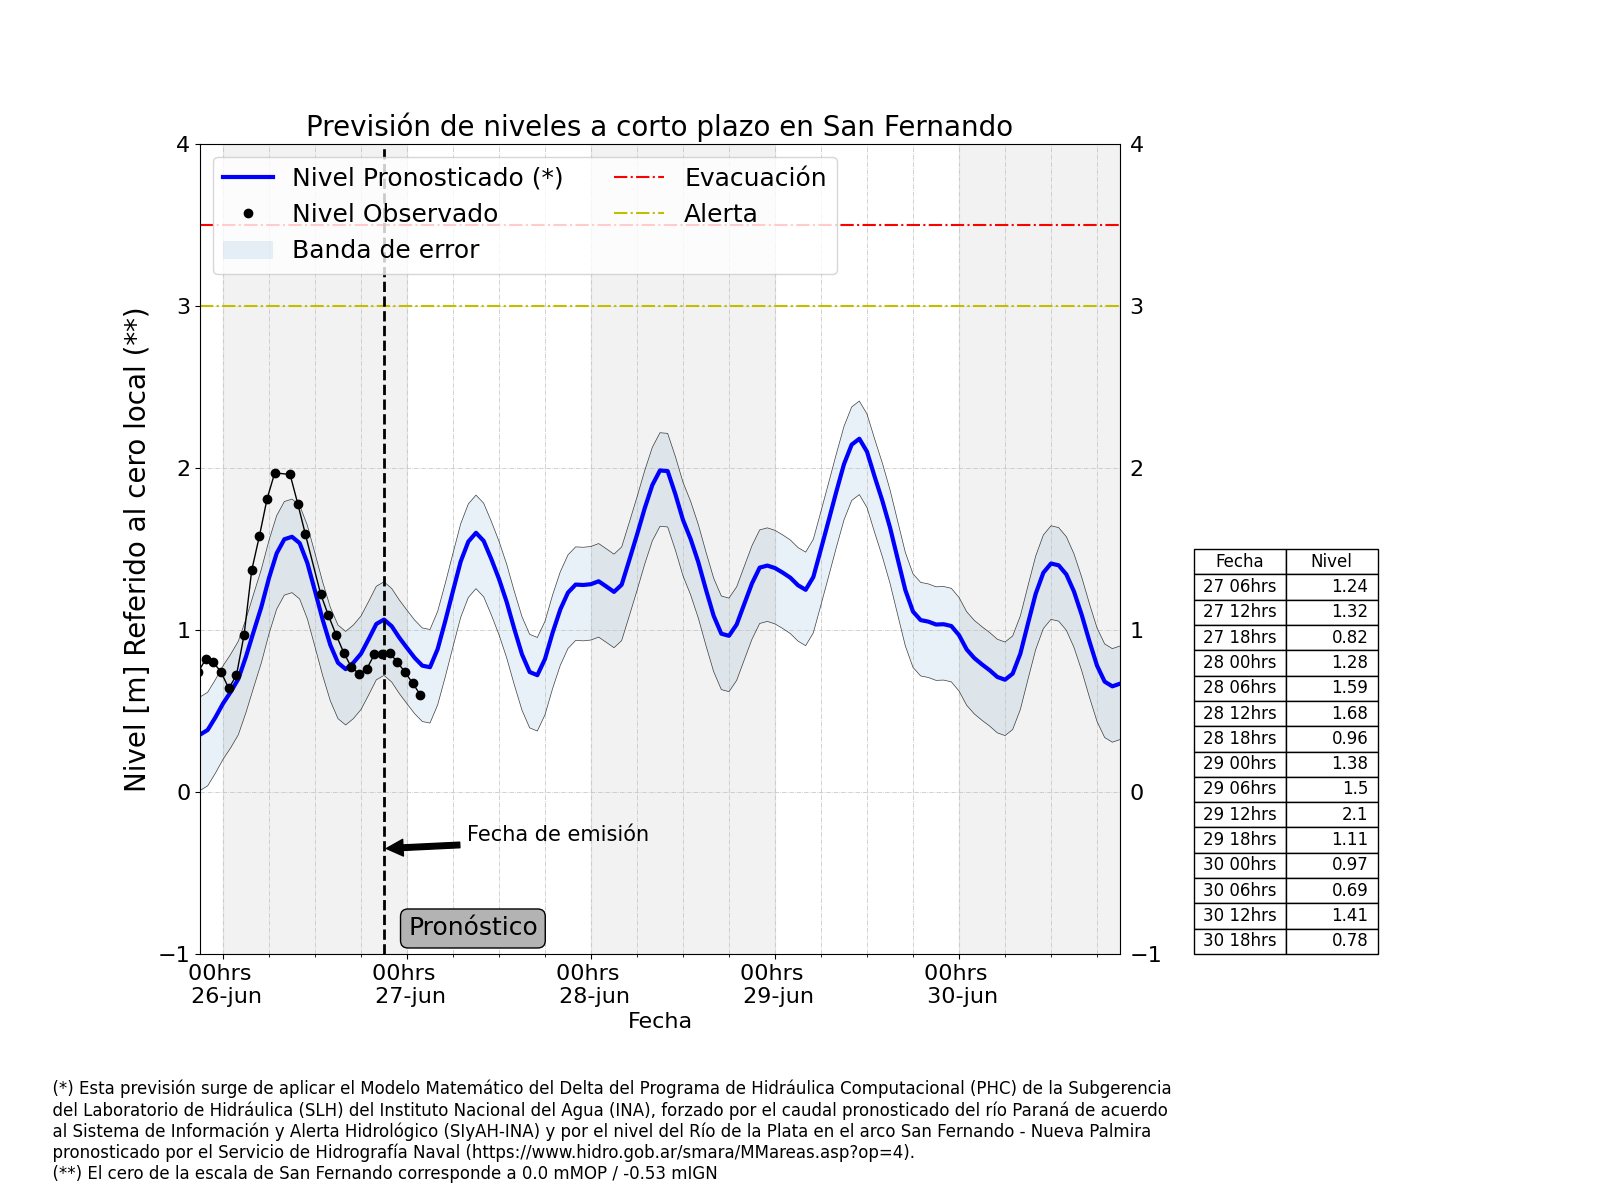 Previsión de niveles a corto plazo en San Fernando
Nivel Pronosticado (*)
Nivel Observado
Banda de error
Evacuación
Alerta
Nivel [m] Referido al cero local (**)
4
3
2
1
0
−1
4
3
2
1
0
−1
Fecha de emisión
Pronóstico
00hrs
26-jun
00hrs
27-jun
00hrs
28-jun
00hrs
29-jun
00hrs
30-jun
Fecha
Fecha Nivel
27 06hrs 1.24
27 12hrs 1.32
27 18hrs 0.82
28 00hrs 1.28
28 06hrs 1.59
28 12hrs 1.68
28 18hrs 0.96
29 00hrs 1.38
29 06hrs 1.5
29 12hrs 2.1
29 18hrs 1.11
30 00hrs 0.97
30 06hrs 0.69
30 12hrs 1.41
30 18hrs 0.78
(*) Esta previsión surge de aplicar el Modelo Matemático del Delta del Programa de Hidráulica Computacional (PHC) de la Subgerencia
del Laboratorio de Hidráulica (SLH) del Instituto Nacional del Agua (INA), forzado por el caudal pronosticado del río Paraná de acuerdo
al Sistema de Información y Alerta Hidrológico (SIyAH-INA) y por el nivel del Río de la Plata en el arco San Fernando - Nueva Palmira
pronosticado por el Servicio de Hidrografía Naval (https://www.hidro.gob.ar/smara/MMareas.asp?op=4).
(**) El cero de la escala de San Fernando corresponde a 0.0 mMOP / -0.53 mIGN